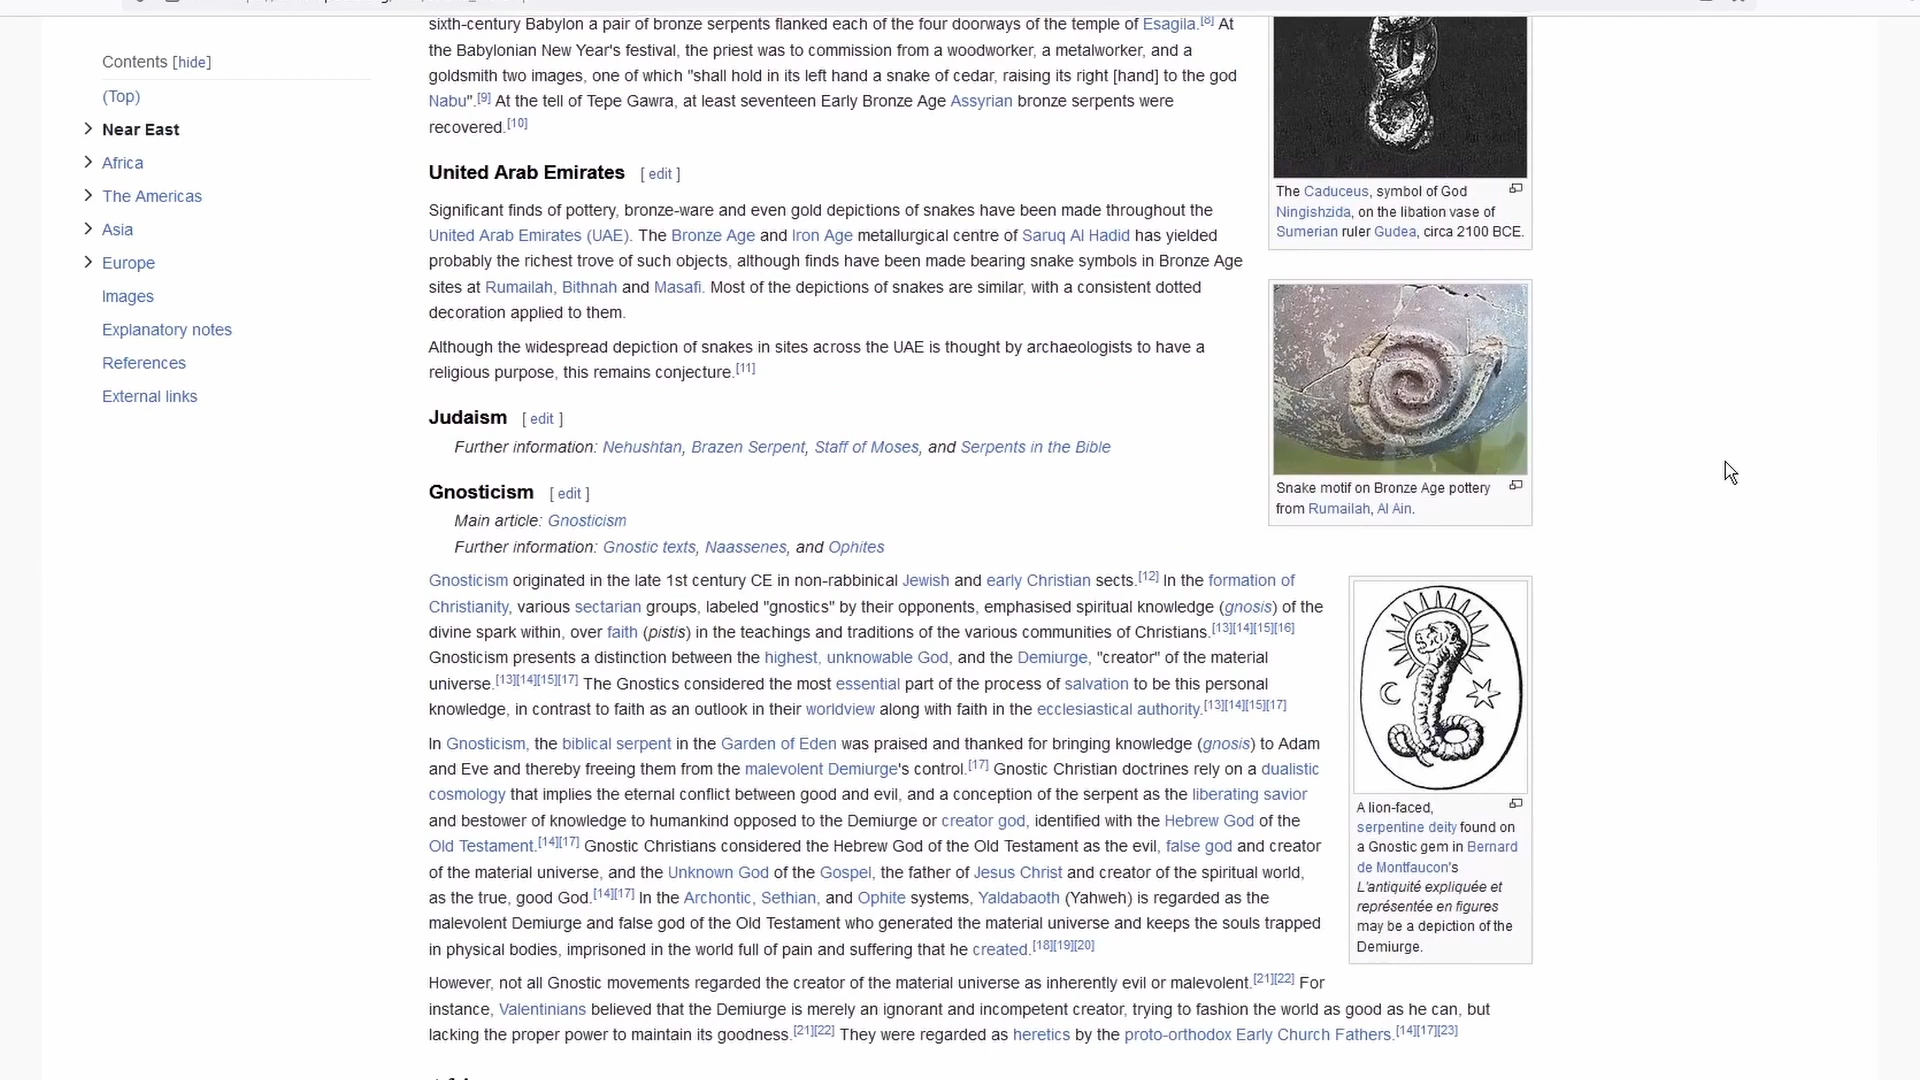 Contents [hide]
(Top)
Near East
Africa
The Americas
Asia
Europe
Images
Explanatory notes
References
External links
sixth-century Babylon a pair of bronze serpents flanked each of the four doorways of the temple of Esagila.[8] At
the Babylonian New Year's festival, the priest was to commission from a woodworker, a metalworker, and a
goldsmith two images, one of which "shall hold in its left hand a snake of cedar, raising its right [hand] to the god
Nabu".[9] At the tell of Tepe Gawra, at least seventeen Early Bronze Age Assyrian bronze serpents were
recovered.[10]
United Arab Emirates [ edit ]
Significant finds of pottery, bronze-ware and even gold depictions of snakes have been made throughout the
United Arab Emirates (UAE). The Bronze Age and Iron Age metallurgical centre of Saruq Al Hadid has yielded
probably the richest trove of such objects, although finds have been made bearing snake symbols in Bronze Age
sites at Rumailah, Bithnah and Masafi. Most of the depictions of snakes are similar, with a consistent dotted
decoration applied to them.
Although the widespread depiction of snakes in sites across the UAE is thought by archaeologists to have a
religious purpose, this remains conjecture.[11]
Judaism [ edit ]
Further information: Nehushtan, Brazen Serpent, Staff of Moses, and Serpents in the Bible
Gnosticism [ edit ]
Main article: Gnosticism
Further information: Gnostic texts, Naassenes, and Ophites
Gnosticism originated in the late 1st century CE in non-rabbinical Jewish and early Christian sects.[12] In the formation of
Christianity, various sectarian groups, labeled "gnostics" by their opponents, emphasised spiritual knowledge (gnosis) of the
divine spark within, over faith (pistis) in the teachings and traditions of the various communities of Christians.[13][14][15][16]
Gnosticism presents a distinction between the highest, unknowable God, and the Demiurge, "creator" of the material
universe.[13][14][15][17] The Gnostics considered the most essential part of the process of salvation to be this personal
knowledge, in contrast to faith as an outlook in their worldview along with faith in the ecclesiastical authority.[13][14][15][17]
In Gnosticism, the biblical serpent in the Garden of Eden was praised and thanked for bringing knowledge (gnosis) to Adam
and Eve and thereby freeing them from the malevolent Demiurge's control.[17] Gnostic Christian doctrines rely on a dualistic
cosmology that implies the eternal conflict between good and evil, and a conception of the serpent as the liberating savior
and bestower of knowledge to humankind opposed to the Demiurge or creator god, identified with the Hebrew God of the
Old Testament.[14][17] Gnostic Christians considered the Hebrew God of the Old Testament as the evil, false god and creator
of the material universe, and the Unknown God of the Gospel, the father of Jesus Christ and creator of the spiritual world,
as the true, good God.[14][17] In the Archontic, Sethian, and Ophite systems, Yaldabaoth (Yahweh) is regarded as the
malevolent Demiurge and false god of the Old Testament who generated the material universe and keeps the souls trapped
in physical bodies, imprisoned in the world full of pain and suffering that he created.[18][19][20]
However, not all Gnostic movements regarded the creator of the material universe as inherently evil or malevolent.[21][22] For
instance, Valentinians believed that the Demiurge is merely an ignorant and incompetent creator, trying to fashion the world as good as he can, but
lacking the proper power to maintain its goodness.[21][22] They were regarded as heretics by the proto-orthodox Early Church Fathers.[14][17][23]
The Caduceus, symbol of God
Ningishzida, on the libation vase of
Sumerian ruler Gudea, circa 2100 BCE.
Snake motif on Bronze Age pottery
from Rumailah, Al Ain.
A lion-faced,
serpentine deity found on
a Gnostic gem in Bernard
de Montfaucon's
L'antiquité expliquée et
représentée en figures
may be a depiction of the
Demiurge.